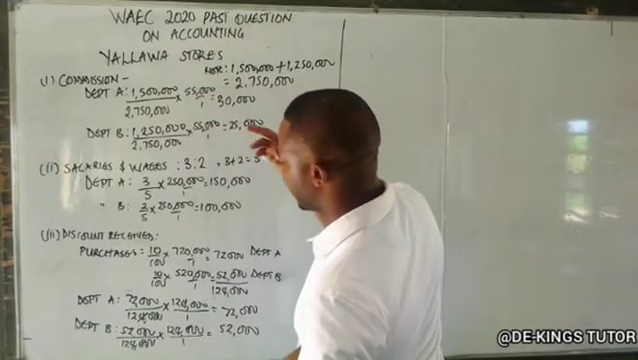 WAEC 2020 PAST QUESTION
ON ACCOUNTING
YALLAWA STORES
NOR: 1,500,000 + 1,250,000
= 2,750,000
(i) COMMISSION -
DEPT A: 1,500,000/2,750,000 × 55,000/1 = 30,000
DEPT B: 1,250,000/2,750,000 × 55,000/1 = 25,000
(ii) SALARIES & WAGES : 3:2 , 3+2=5
DEPT A: 3/5 × 250,000/1 = 150,000
" B: 2/5 × 250,000/1 = 100,000
(iii) DISCOUNT RECEIVED:
PURCHASES = 10/100 × 720,000/1 = 72000 DEPT A
10/100 × 520,000/1 = 52,000 DEPT B
124,000
DEPT A: 72,000/124,000 × 124,000/1 = 72,000
DEPT B: 52,000/124,000 × 124,000/1 = 52,000
@DE-KINGS TUTOR